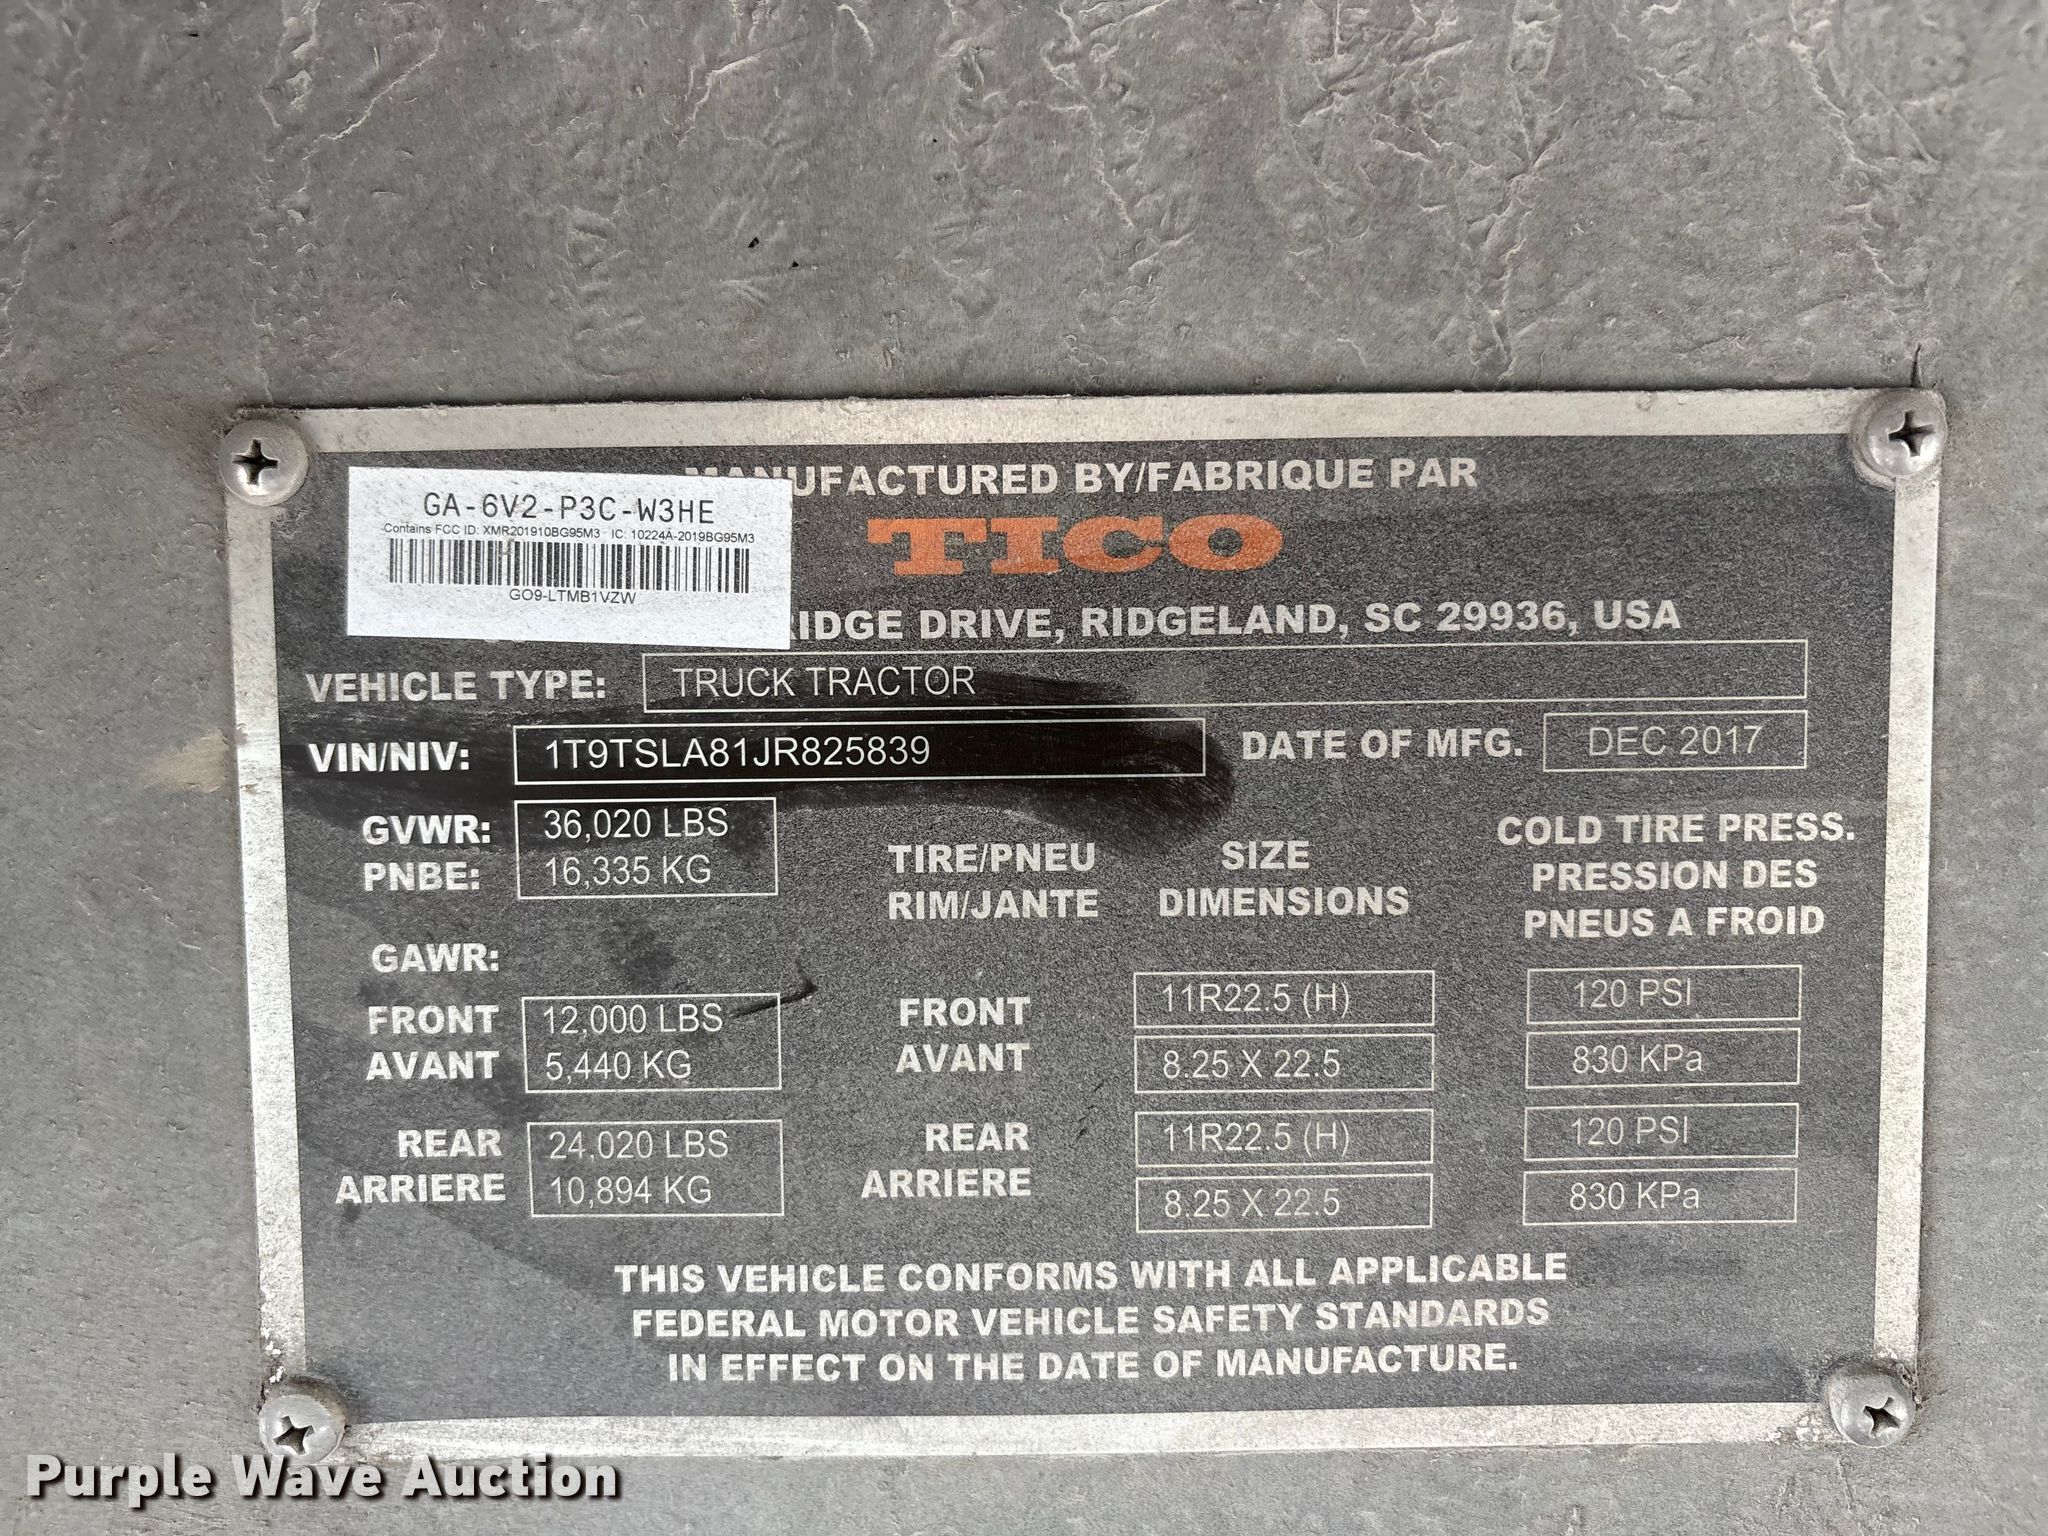 GA-6V2-P3C-W3HE
Contains FCC ID: XMR201910BG95M3 IC: 10224A-2019BG95M3
GO9-LTMB1VZW
MANUFACTURED BY/FABRIQUE PAR
TICO
RIDGE DRIVE, RIDGELAND, SC 29936, USA
VEHICLE TYPE: TRUCK TRACTOR
VIN/NIV: 1T9TSLA81JR825839 DATE OF MFG. DEC 2017
GVWR: 36,020 LBS
PNBE: 16,335 KG
TIRE/PNEU SIZE COLD TIRE PRESS.
RIM/JANTE DIMENSIONS PRESSION DES
PNEUS A FROID
GAWR:
FRONT 12,000 LBS FRONT 11R22.5 (H) 120 PSI
AVANT 5,440 KG AVANT 8.25 X 22.5 830 KPa
REAR 24,020 LBS REAR 11R22.5 (H) 120 PSI
ARRIERE 10,894 KG ARRIERE 8.25 X 22.5 830 KPa
THIS VEHICLE CONFORMS WITH ALL APPLICABLE
FEDERAL MOTOR VEHICLE SAFETY STANDARDS
IN EFFECT ON THE DATE OF MANUFACTURE.
Purple Wave Auction